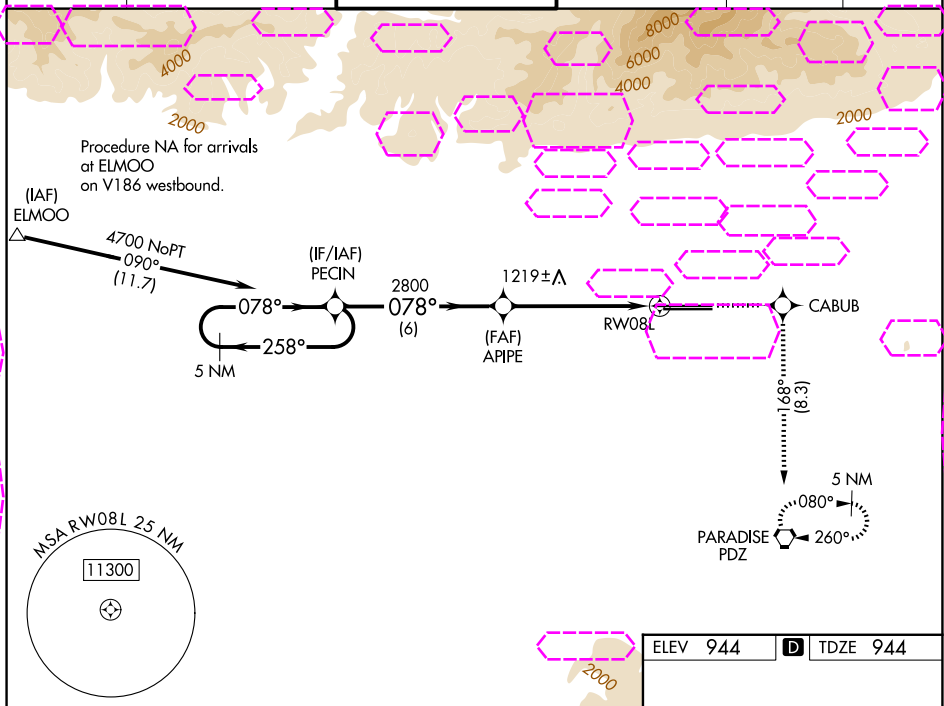 8000
6000
4000
4000
2000
2000
Procedure NA for arrivals
at ELMOO
on V186 westbound.
(IAF)
ELMOO
4700 NoPT
090°
(11.7)
(IF/IAF)
PECIN
078°
258°
5 NM
2800
078°
(6)
1219±
(FAF)
APIPE
RW08L
CABUB
168°
(8.3)
5 NM
080°
260°
PARADISE
PDZ
MSA RW08L 25 NM
11300
2000
ELEV 944 D TDZE 944